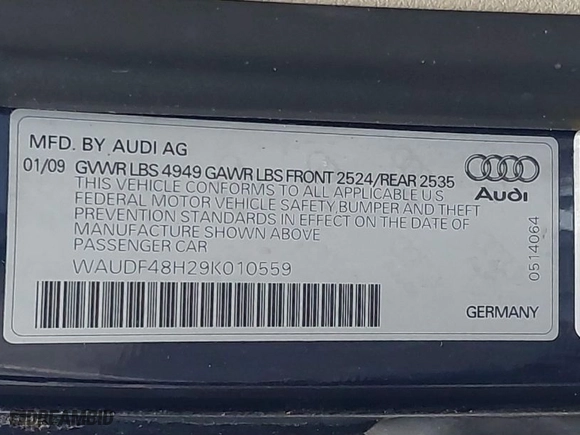 MFD. BY AUDI AG
01/09 GVWR LBS 4949 GAWR LBS FRONT 2524/REAR 2535
THIS VEHICLE CONFORMS TO ALL APPLICABLE U S
FEDERAL MOTOR VEHICLE SAFETY,BUMPER AND THEFT
PREVENTION STANDARDS IN EFFECT ON THE DATE OF
MANUFACTURE SHOWN ABOVE
PASSENGER CAR
WAUDF48H29K010559
Audi
0514064
GERMANY
DREAMBID